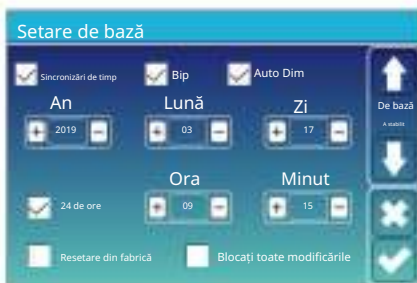 Setare de bază
Sincronizări de timp Bip Auto Dim
An Lună Zi
+ 2019 - + 03 - + 17 -
De bază
A stabilit
Ora Minut
24 de ore + 09 - + 15 -
Resetare din fabrică Blocați toate modificările